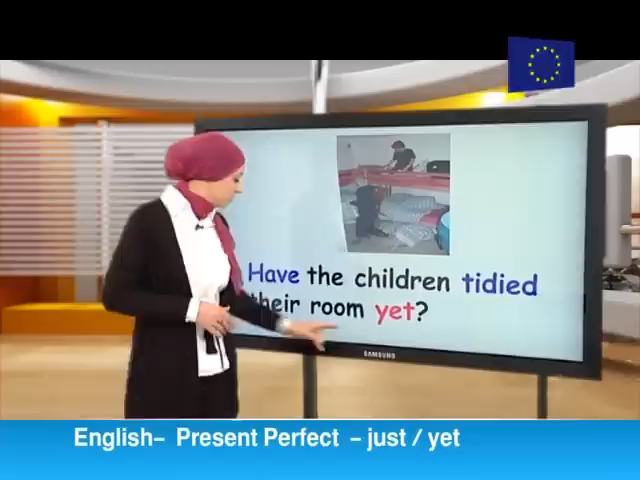 Have the children tidied
their room yet?
SAMSUNG
English– Present Perfect – just / yet